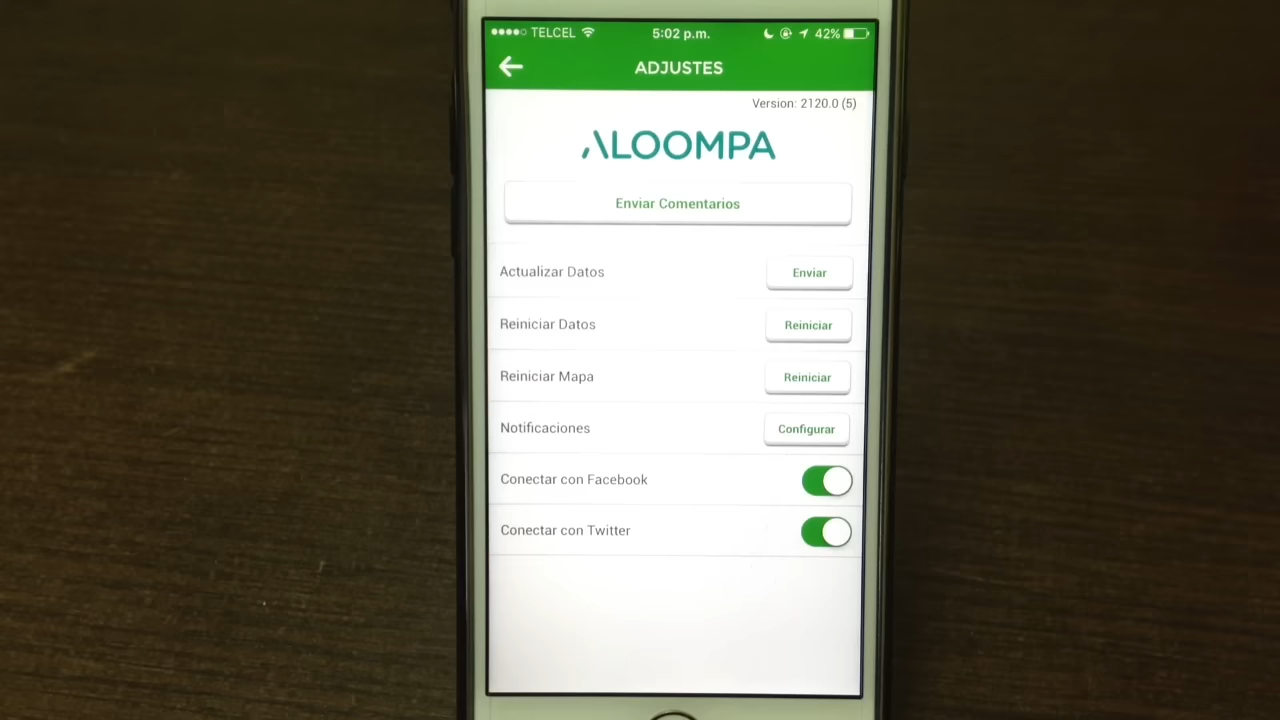 TELCEL 5:02 p.m. 42%
ADJUSTES
Version: 2120.0 (5)
ALOOMPA
Enviar Comentarios
Actualizar Datos Enviar
Reiniciar Datos Reiniciar
Reiniciar Mapa Reiniciar
Notificaciones Configurar
Conectar con Facebook
Conectar con Twitter